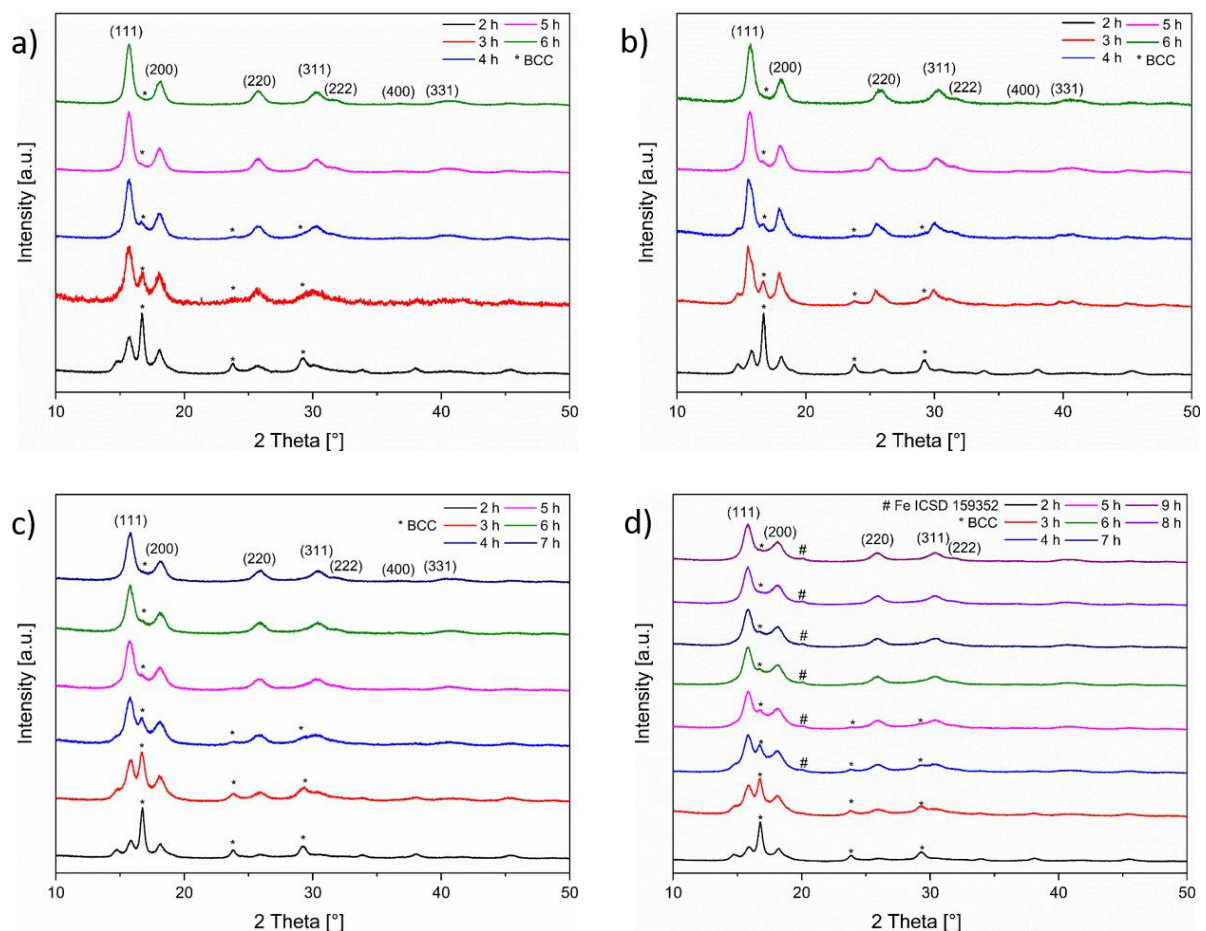 a)
2 h 5 h
3 h 6 h
4 h * BCC
(111)
(200)
(220)
(311)
(222)
(400)
(331)
*
*
* * *
* * *
* * *
Intensity [a.u.]
10 20 30 40 50
2 Theta [°]
b)
2 h 5 h
3 h 6 h
4 h * BCC
(111)
(200)
(220)
(311)
(222)
(400)
(331)
*
*
* * *
* * *
* * *
Intensity [a.u.]
10 20 30 40 50
2 Theta [°]
c)
2 h 5 h
* BCC 3 h 6 h
4 h 7 h
(111)
(200)
(220)
(311)
(222)
(400)
(331)
*
*
*
* * *
* * *
* * *
Intensity [a.u.]
10 20 30 40 50
2 Theta [°]
d)
# Fe ICSD 159352 2 h 5 h 9 h
* BCC 3 h 6 h 8 h
4 h 7 h
(111)
(200)
(220)
(311)
(222)
* #
* #
* #
* #
* # * *
* # * *
* * *
* * *
Intensity [a.u.]
10 20 30 40 50
2 Theta [°]